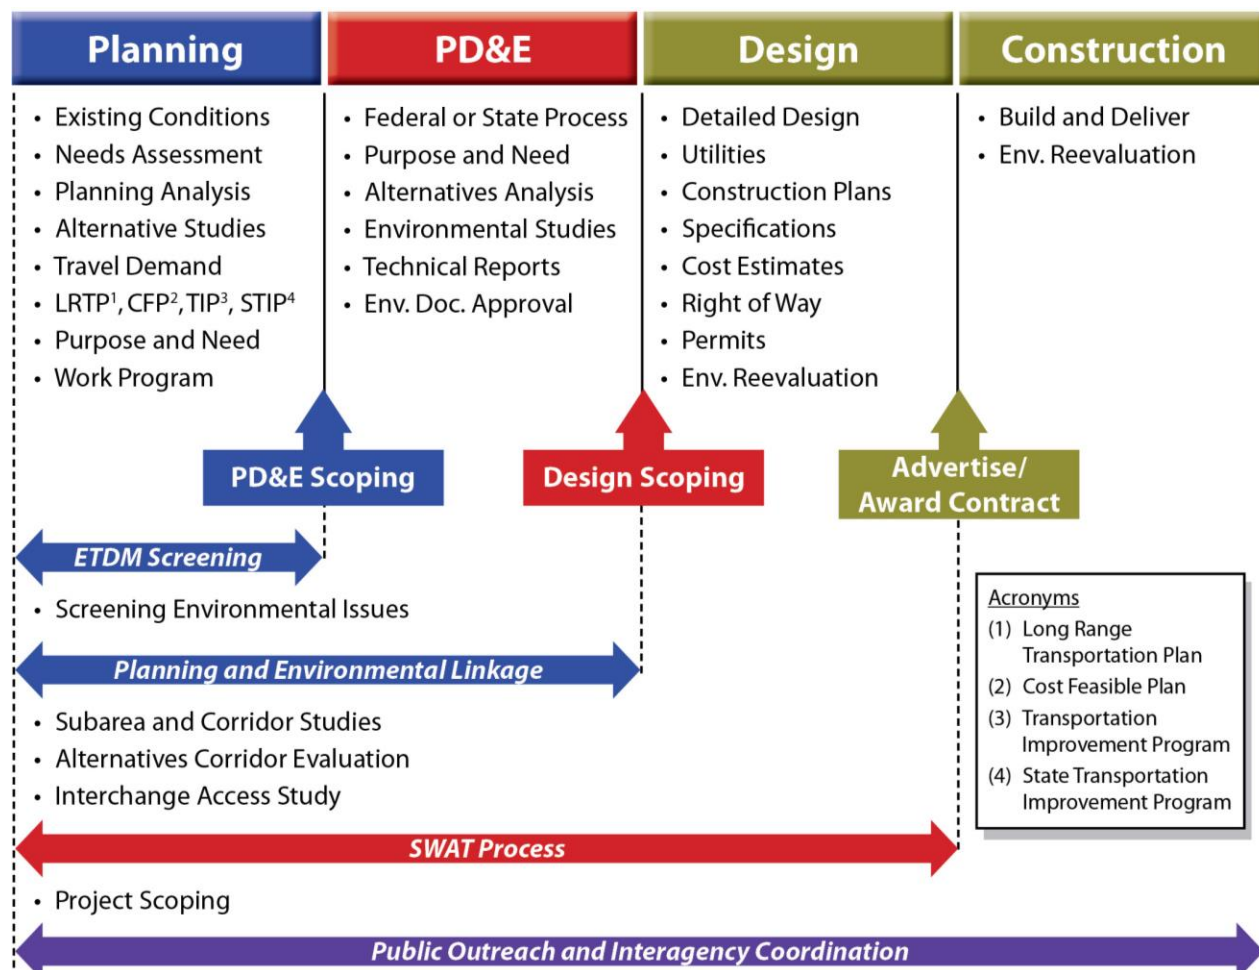 Planning
PD&E
Design
Construction
• Existing Conditions
• Needs Assessment
• Planning Analysis
• Alternative Studies
• Travel Demand
• LRTP¹, CFP², TIP³, STIP⁴
• Purpose and Need
• Work Program
• Federal or State Process
• Purpose and Need
• Alternatives Analysis
• Environmental Studies
• Technical Reports
• Env. Doc. Approval
• Detailed Design
• Utilities
• Construction Plans
• Specifications
• Cost Estimates
• Right of Way
• Permits
• Env. Reevaluation
• Build and Deliver
• Env. Reevaluation
PD&E Scoping
Design Scoping
Advertise/
Award Contract
ETDM Screening
• Screening Environmental Issues
Planning and Environmental Linkage
• Subarea and Corridor Studies
• Alternatives Corridor Evaluation
• Interchange Access Study
Acronyms
(1) Long Range
Transportation Plan
(2) Cost Feasible Plan
(3) Transportation
Improvement Program
(4) State Transportation
Improvement Program
SWAT Process
• Project Scoping
Public Outreach and Interagency Coordination